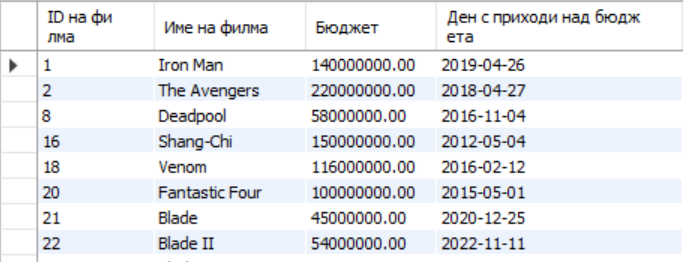 ID на фи
лма Име на филма Бюджет Ден с приходи над бюдж
ета
1 Iron Man 140000000.00 2019-04-26
2 The Avengers 220000000.00 2018-04-27
8 Deadpool 58000000.00 2016-11-04
16 Shang-Chi 150000000.00 2012-05-04
18 Venom 116000000.00 2016-02-12
20 Fantastic Four 100000000.00 2015-05-01
21 Blade 45000000.00 2020-12-25
22 Blade II 54000000.00 2022-11-11